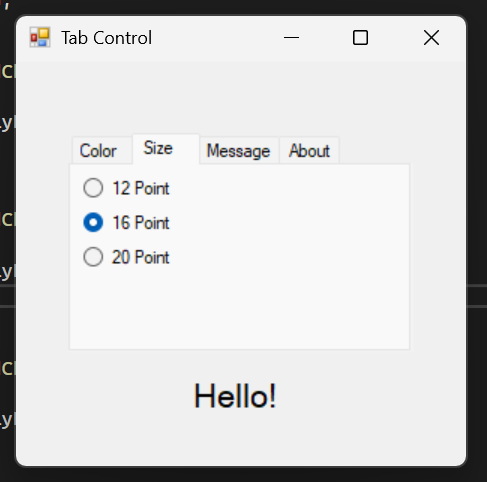 Tab Control
Color Size Message About
12 Point
16 Point
20 Point
Hello!